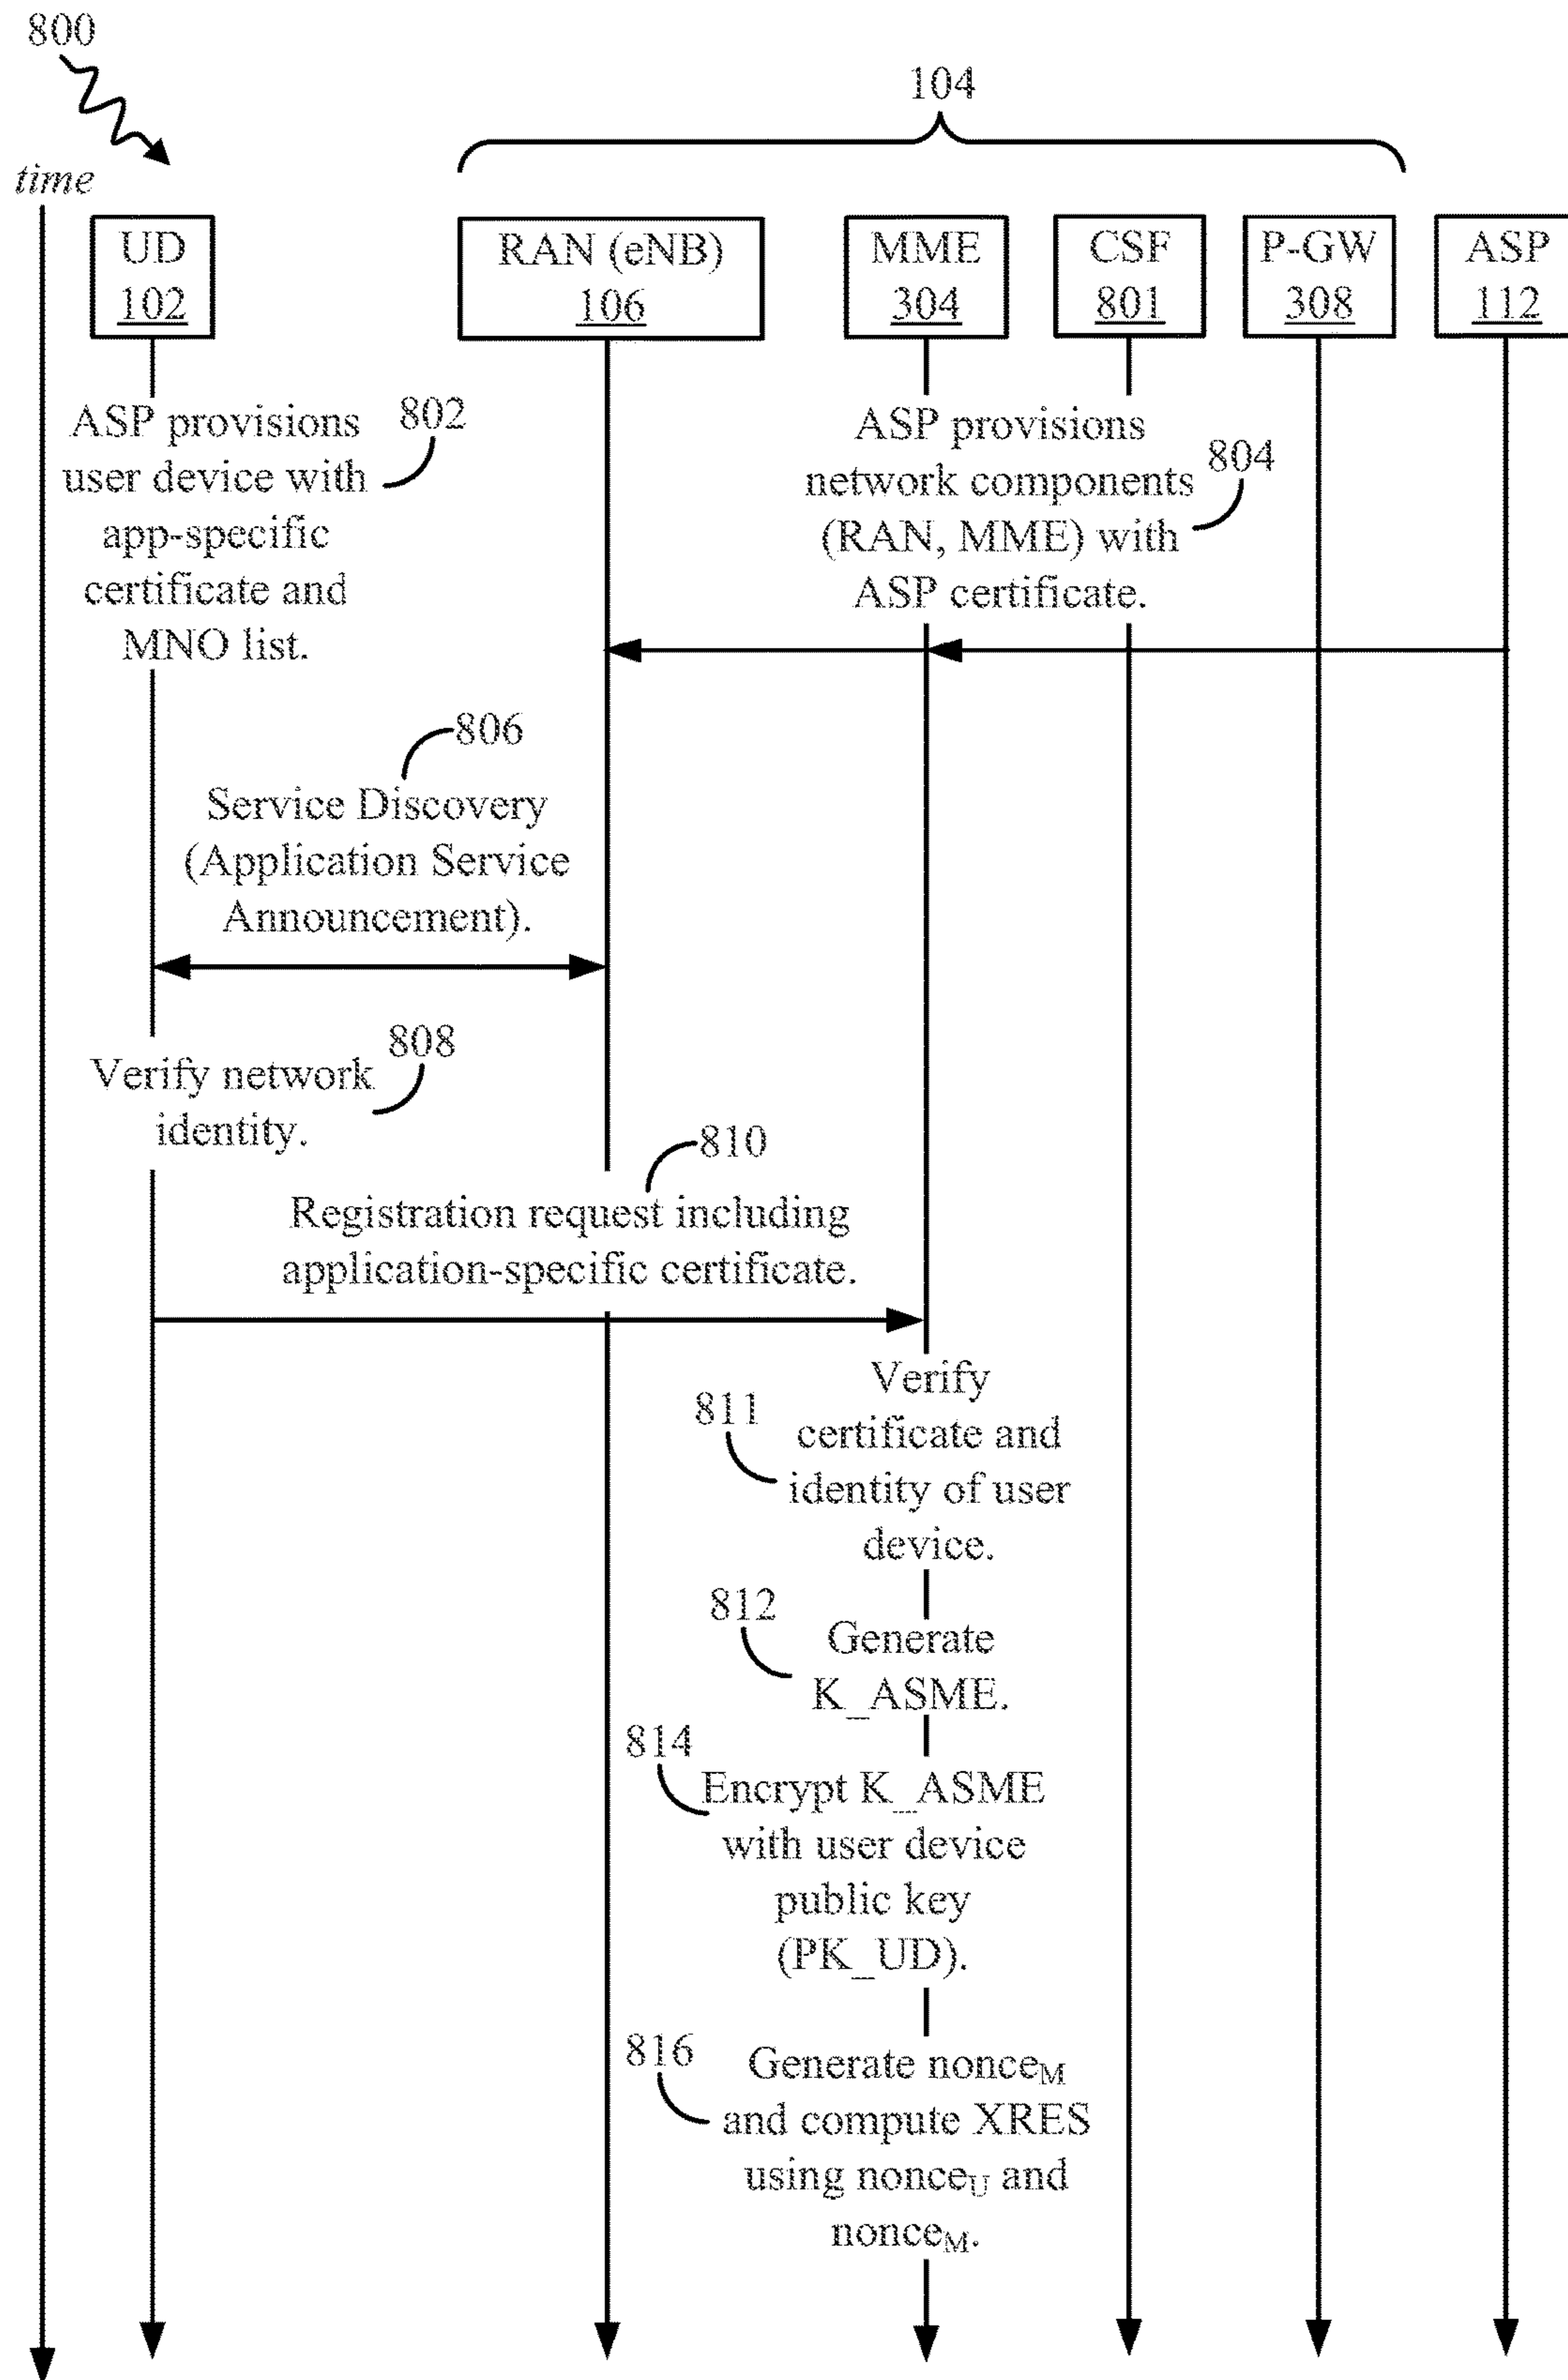 800
104
time
UD
102
RAN (eNB)
106
MME
304
CSF
801
P-GW
308
ASP
112
ASP provisions
user device with
app-specific
certificate and
MNO list.
802
ASP provisions
network components
(RAN, MME) with
ASP certificate.
804
806
Service Discovery
(Application Service
Announcement).
808
Verify network
identity.
810
Registration request including
application-specific certificate.
811
Verify
certificate and
identity of user
device.
812
Generate
K_ASME.
814
Encrypt K_ASME
with user device
public key
(PK_UD).
816
Generate nonceM
and compute XRES
using nonceU and
nonceM.